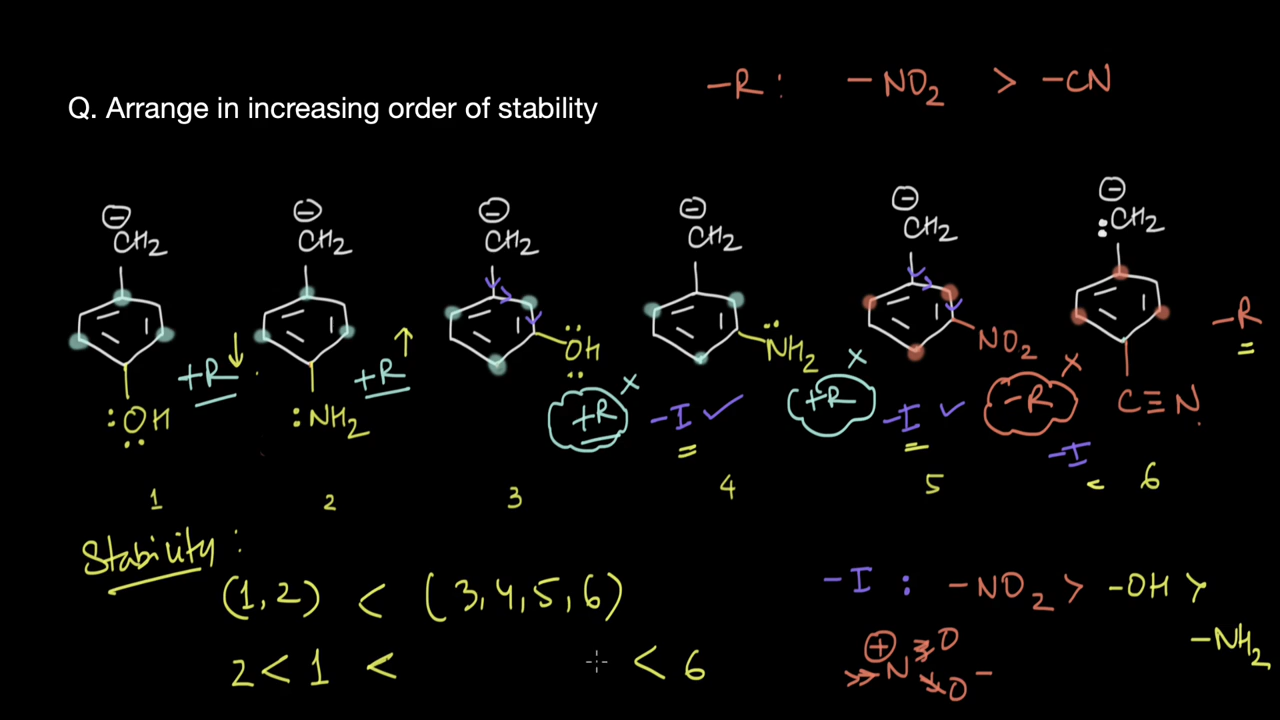 -R : -NO₂ > -CN
Q. Arrange in increasing order of stability
⊖ ⊖ ⊖ ⊖ ⊖ ⊖
CH₂ CH₂ CH₂ CH₂ CH₂ :CH₂
:OH :NH₂ OH NH₂ NO₂ C≡N
+R↓ +R↑ +R× -I✓ +R× -I✓ -R× -I -R
1 2 3 4 5 < 6
Stability:
(1,2) < (3,4,5,6)
2 < 1 < < 6
-I : -NO₂ > -OH >
-NH₂
⊕ N O
O⁻